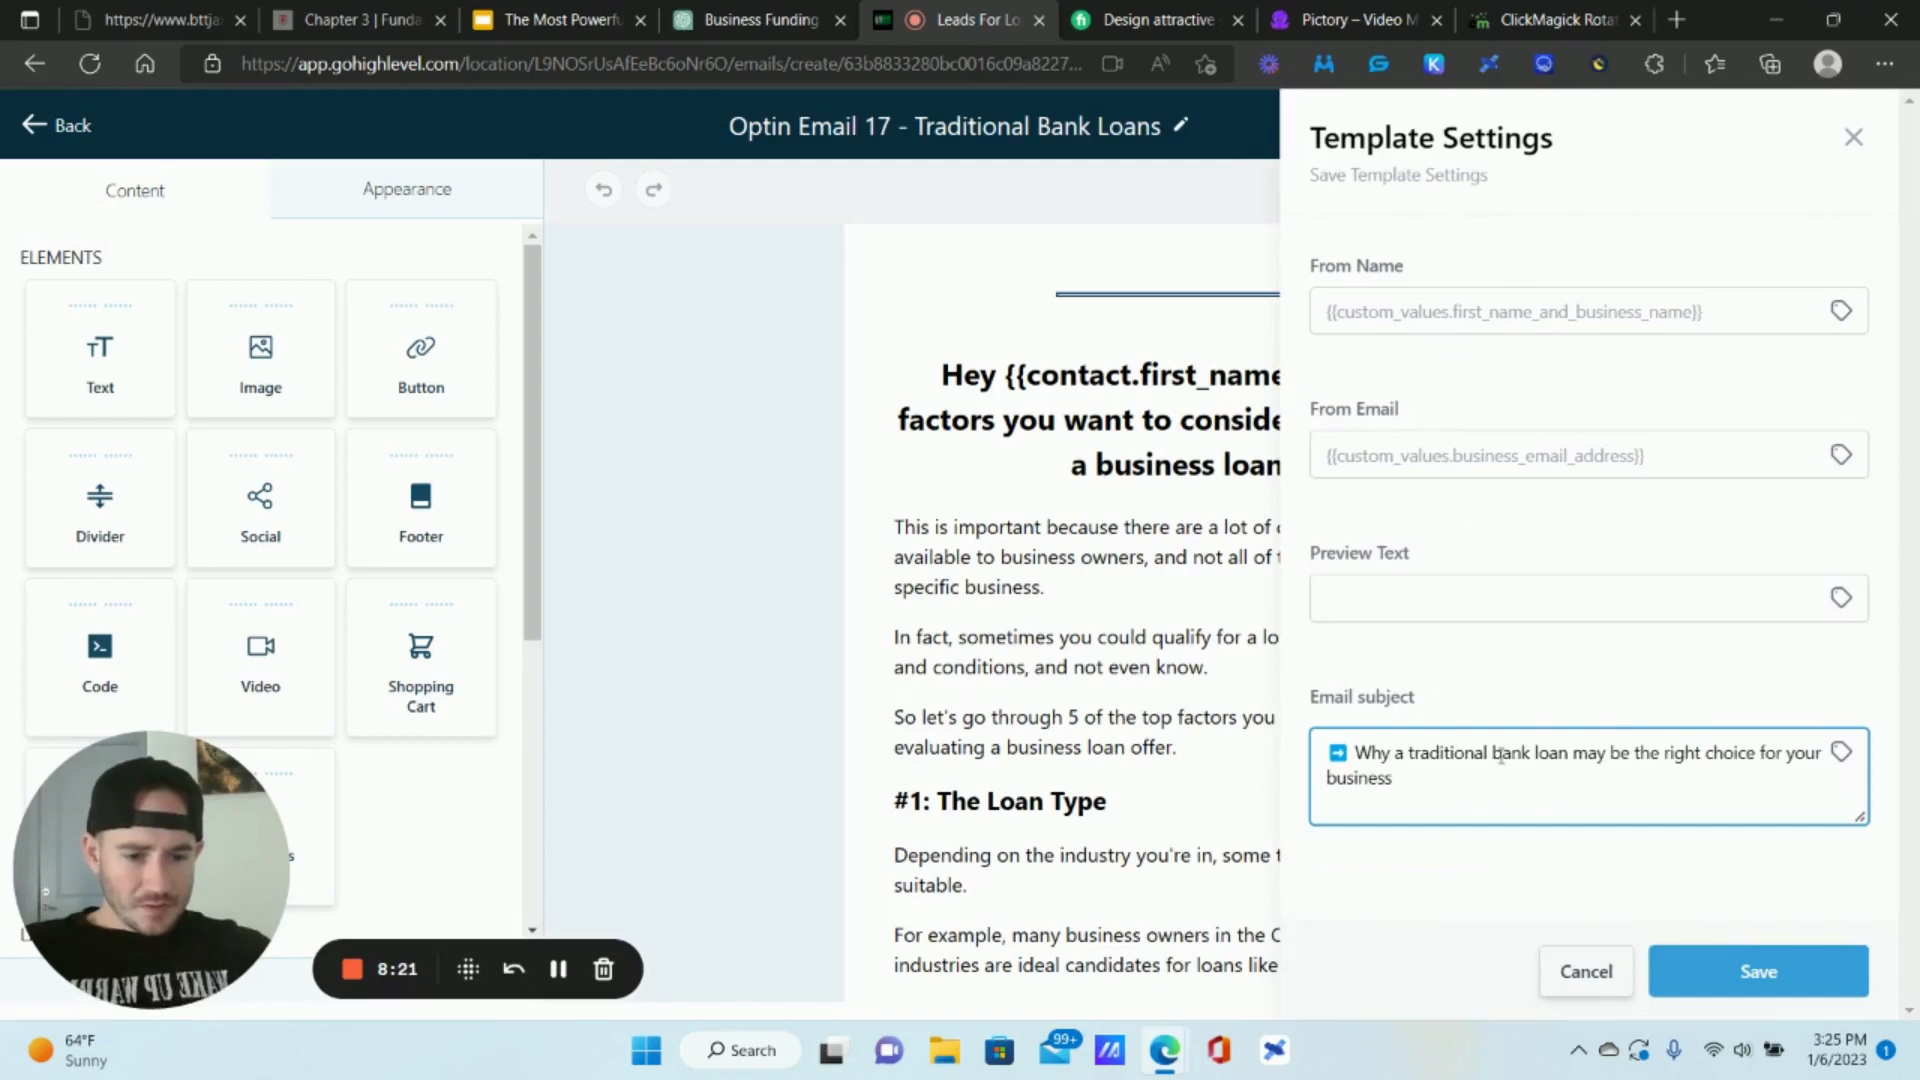 https://www.bttja
Chapter 3 | Funda
The Most Powerfu
Business Funding
Leads For Lo
Design attractive
Pictory – Video M
ClickMagick Rotat
https://app.gohighlevel.com/location/L9NOSrUsAfEeBc6oNr6O/emails/create/63b8833280bc0016c09a8227...
Back
Optin Email 17 - Traditional Bank Loans
Content
Appearance
ELEMENTS
Text
Image
Button
Divider
Social
Footer
Code
Video
Shopping
Cart
Hey {{contact.first_name
factors you want to conside
a business loan
This is important because there are a lot of
available to business owners, and not all of
specific business.
In fact, sometimes you could qualify for a lo
and conditions, and not even know.
So let's go through 5 of the top factors you
evaluating a business loan offer.
#1: The Loan Type
Depending on the industry you're in, some t
suitable.
For example, many business owners in the C
industries are ideal candidates for loans like
Template Settings
Save Template Settings
From Name
{{custom_values.first_name_and_business_name}}
From Email
{{custom_values.business_email_address}}
Preview Text
Email subject
➡️ Why a traditional bank loan may be the right choice for your
business
Cancel
Save
WAKE UP WARR
8:21
64°F
Sunny
Search
99+
3:25 PM
1/6/2023
1